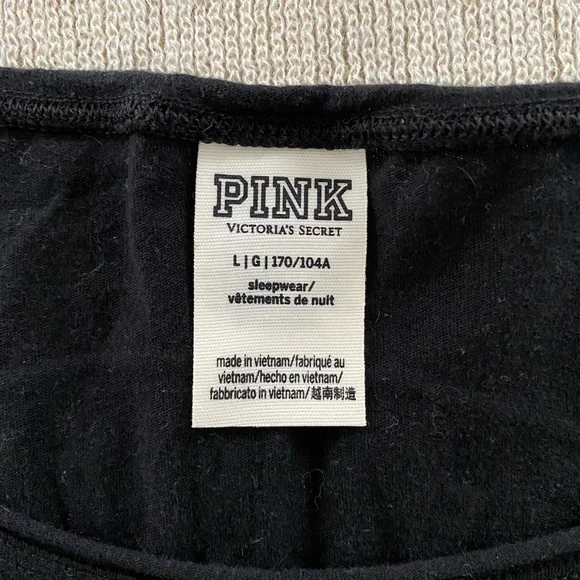 PINK
VICTORIA'S SECRET
L|G|170/104A
sleepwear/
vêtements de nuit
made in vietnam/fabriqué au
vietnam/hecho en vietnam/
fabbricato in vietnam/越南制造